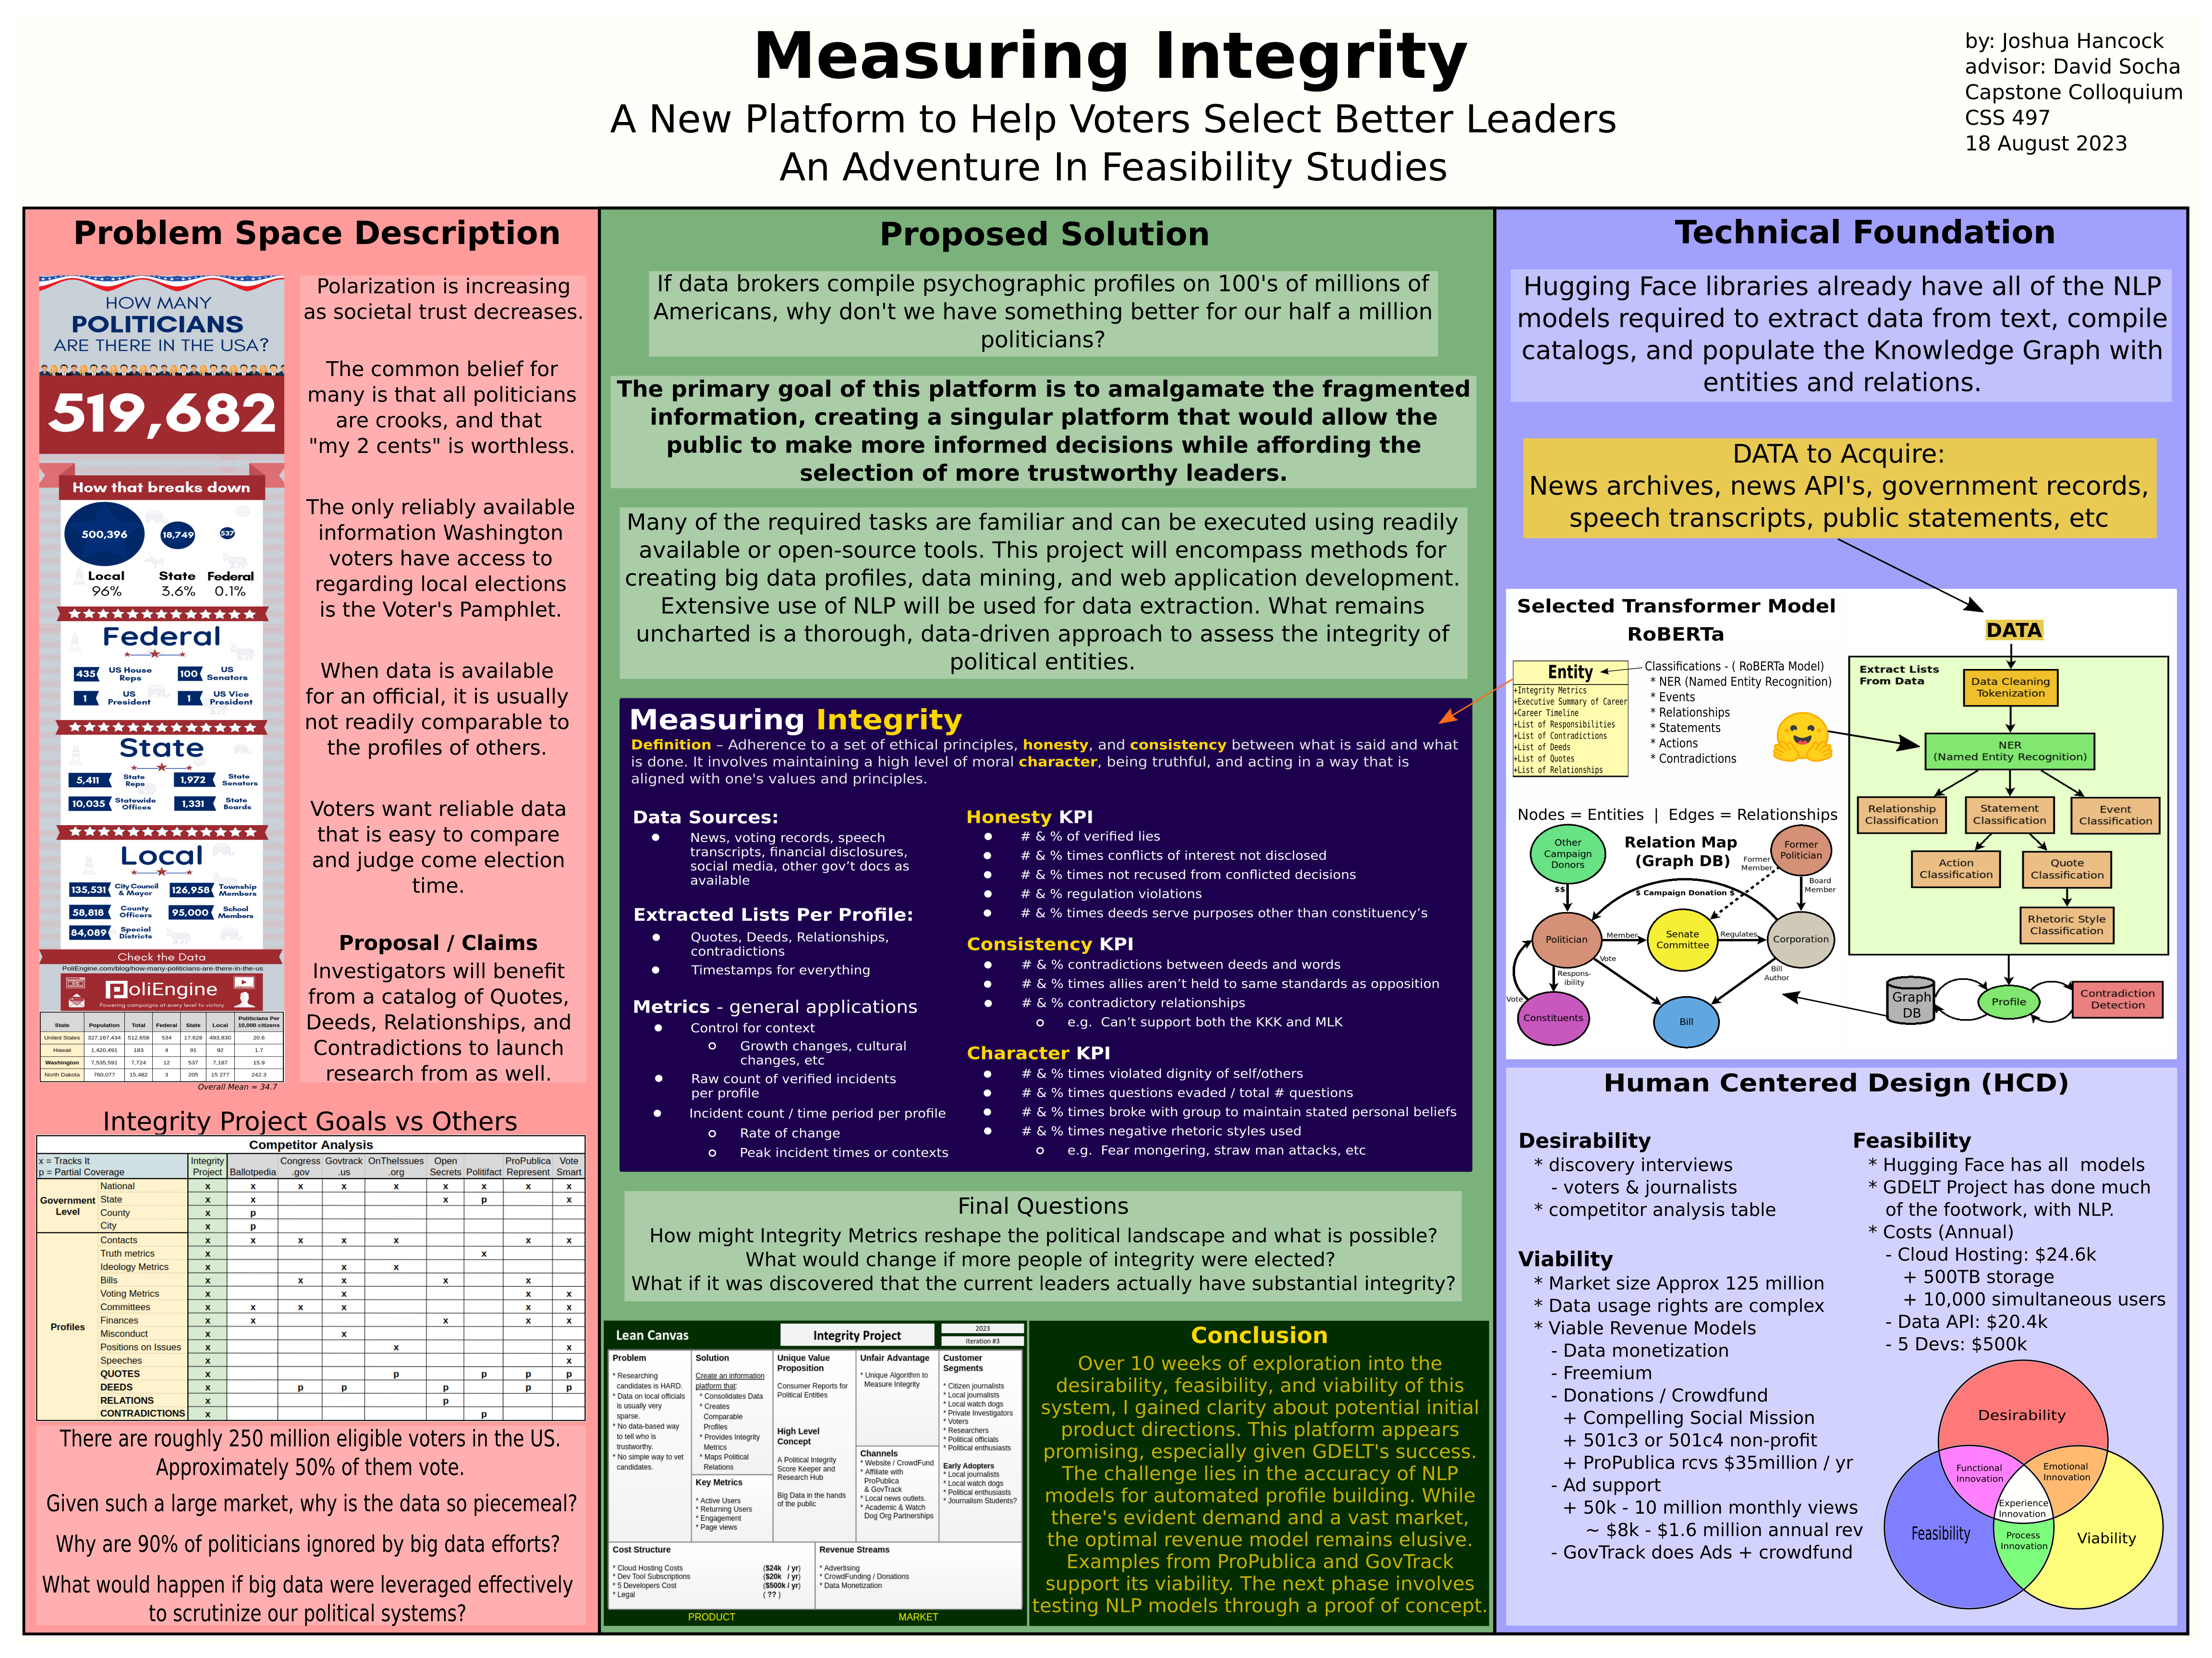 Measuring Integrity
A New Platform to Help Voters Select Better Leaders
An Adventure In Feasibility Studies
by: Joshua Hancock
advisor: David Socha
Capstone Colloquium
CSS 497
18 August 2023
Problem Space Description
HOW MANY
POLITICIANS
ARE THERE IN THE USA?
519,682
How that breaks down
500,396 18,749 537
Local State Federal
96% 3.6% 0.1%
Federal
435 US House Reps 100 US Senators
1 US President 1 US Vice President
State
5,411 State Reps 1,972 State Senators
10,035 Statewide Offices 1,331 State Boards
Local
135,531 City Council & Mayor 126,958 Township Members
58,818 County Officers 95,000 School Members
84,089 Special Districts
Check the Data
PoliEngine.com/blog/how-many-politicians-are-there-in-the-us
PoliEngine
Powering campaigns at every level to victory
State Population Total Federal State Local Politicians Per 10,000 citizens
United States 327,167,434 512,658 534 17,628 493,830 20.6
Hawaii 1,420,491 183 4 91 92 1.7
Washington 7,535,591 7,724 12 537 7,187 15.9
North Dakota 760,077 15,482 3 205 15 277 242.3
Overall Mean = 34.7
Polarization is increasing
as societal trust decreases.
The common belief for
many is that all politicians
are crooks, and that
"my 2 cents" is worthless.
The only reliably available
information Washington
voters have access to
regarding local elections
is the Voter's Pamphlet.
When data is available
for an official, it is usually
not readily comparable to
the profiles of others.
Voters want reliable data
that is easy to compare
and judge come election
time.
Proposal / Claims
Investigators will benefit
from a catalog of Quotes,
Deeds, Relationships, and
Contradictions to launch
research from as well.
Integrity Project Goals vs Others
Competitor Analysis
x = Tracks It
p = Partial Coverage
Integrity Project Ballotpedia Congress .gov Govtrack .us OnTheIssues .org Open Secrets Politifact ProPublica Represent Vote Smart
Government Level
National x x x x x x x x x
State x x x p x
County x p
City x p
Profiles
Contacts x x x x x x x
Truth metrics x x
Ideology Metrics x x x
Bills x x x x x
Voting Metrics x x x x
Committees x x x x x x
Finances x x x x x
Misconduct x x
Positions on Issues x x x
Speeches x x
QUOTES x p p p p
DEEDS x p p p p p
RELATIONS x p
CONTRADICTIONS x p
There are roughly 250 million eligible voters in the US.
Approximately 50% of them vote.
Given such a large market, why is the data so piecemeal?
Why are 90% of politicians ignored by big data efforts?
What would happen if big data were leveraged effectively
to scrutinize our political systems?
Proposed Solution
If data brokers compile psychographic profiles on 100's of millions of
Americans, why don't we have something better for our half a million
politicians?
The primary goal of this platform is to amalgamate the fragmented
information, creating a singular platform that would allow the
public to make more informed decisions while affording the
selection of more trustworthy leaders.
Many of the required tasks are familiar and can be executed using readily
available or open-source tools. This project will encompass methods for
creating big data profiles, data mining, and web application development.
Extensive use of NLP will be used for data extraction. What remains
uncharted is a thorough, data-driven approach to assess the integrity of
political entities.
Measuring Integrity
Definition – Adherence to a set of ethical principles, honesty, and consistency between what is said and what
is done. It involves maintaining a high level of moral character, being truthful, and acting in a way that is
aligned with one's values and principles.
Data Sources:
● News, voting records, speech
transcripts, financial disclosures,
social media, other gov't docs as
available
Extracted Lists Per Profile:
● Quotes, Deeds, Relationships,
contradictions
● Timestamps for everything
Metrics - general applications
● Control for context
○ Growth changes, cultural
changes, etc
● Raw count of verified incidents
per profile
● Incident count / time period per profile
○ Rate of change
○ Peak incident times or contexts
Honesty KPI
● # & % of verified lies
● # & % times conflicts of interest not disclosed
● # & % times not recused from conflicted decisions
● # & % regulation violations
● # & % times deeds serve purposes other than constituency's
Consistency KPI
● # & % contradictions between deeds and words
● # & % times allies aren't held to same standards as opposition
● # & % contradictory relationships
○ e.g. Can't support both the KKK and MLK
Character KPI
● # & % times violated dignity of self/others
● # & % times questions evaded / total # questions
● # & % times broke with group to maintain stated personal beliefs
● # & % times negative rhetoric styles used
○ e.g. Fear mongering, straw man attacks, etc
Final Questions
How might Integrity Metrics reshape the political landscape and what is possible?
What would change if more people of integrity were elected?
What if it was discovered that the current leaders actually have substantial integrity?
Lean Canvas
Integrity Project
2023
Iteration #3
Problem
* Researching
candidates is HARD.
* Data on local officials
is usually very
sparse.
* No data-based way
to tell who is
trustworthy.
* No simple way to vet
candidates.
Solution
Create an information
platform that:
* Consolidates Data
* Creates
Comparable
Profiles
* Provides Integrity
Metrics
* Maps Political
Relations
Key Metrics
* Active Users
* Returning Users
* Engagement
* Page views
Unique Value
Proposition
Consumer Reports for
Political Entities
High Level
Concept
A Political Integrity
Score Keeper and
Research Hub
Big Data in the hands
of the public
Unfair Advantage
* Unique Algorithm to
Measure Integrity
Channels
* Website / CrowdFund
* Affiliate with
ProPublica
& GovTrack
* Local news outlets.
* Academic & Watch
Dog Org Partnerships
Customer
Segments
* Citizen journalists
* Local journalists
* Local watch dogs
* Private Investigators
* Voters
* Researchers
* Political officials
* Political enthusiasts
Early Adopters
* Local journalists
* Local watch dogs
* Political enthusiasts
* Journalism Students?
Cost Structure
* Cloud Hosting Costs ($24k / yr)
* Dev Tool Subscriptions ($20k / yr)
* 5 Developers Cost ($500k / yr)
* Legal ( ?? )
Revenue Streams
* Advertising
* CrowdFunding / Donations
* Data Monetization
PRODUCT
MARKET
Conclusion
Over 10 weeks of exploration into the
desirability, feasibility, and viability of this
system, I gained clarity about potential initial
product directions. This platform appears
promising, especially given GDELT's success.
The challenge lies in the accuracy of NLP
models for automated profile building. While
there's evident demand and a vast market,
the optimal revenue model remains elusive.
Examples from ProPublica and GovTrack
support its viability. The next phase involves
testing NLP models through a proof of concept.
Technical Foundation
Hugging Face libraries already have all of the NLP
models required to extract data from text, compile
catalogs, and populate the Knowledge Graph with
entities and relations.
DATA to Acquire:
News archives, news API's, government records,
speech transcripts, public statements, etc
Selected Transformer Model
RoBERTa
Entity
+Integrity Metrics
+Executive Summary of Career
+Career Timeline
+List of Responsibilities
+List of Contradictions
+List of Deeds
+List of Quotes
+List of Relationships
Classifications - ( RoBERTa Model)
* NER (Named Entity Recognition)
* Events
* Relationships
* Statements
* Actions
* Contradictions
DATA
Extract Lists
From Data
Data Cleaning
Tokenization
NER
(Named Entity Recognition)
Relationship
Classification
Statement
Classification
Event
Classification
Action
Classification
Quote
Classification
Rhetoric Style
Classification
Graph
DB
Profile
Contradiction
Detection
Nodes = Entities | Edges = Relationships
Relation Map
(Graph DB)
Other
Campaign
Donors
Former
Politician
Former
Member
Board
Member
$$
$ Campaign Donation $
Politician
Member
Senate
Committee
Regulates
Corporation
Vote
Respons-
ibility
Bill
Author
Vote
Constituents
Bill
Human Centered Design (HCD)
Desirability
* discovery interviews
- voters & journalists
* competitor analysis table
Viability
* Market size Approx 125 million
* Data usage rights are complex
* Viable Revenue Models
- Data monetization
- Freemium
- Donations / Crowdfund
+ Compelling Social Mission
+ 501c3 or 501c4 non-profit
+ ProPublica rcvs $35million / yr
- Ad support
+ 50k - 10 million monthly views
~ $8k - $1.6 million annual rev
- GovTrack does Ads + crowdfund
Feasibility
* Hugging Face has all models
* GDELT Project has done much
of the footwork, with NLP.
* Costs (Annual)
- Cloud Hosting: $24.6k
+ 500TB storage
+ 10,000 simultaneous users
- Data API: $20.4k
- 5 Devs: $500k
Desirability
Functional
Innovation
Emotional
Innovation
Experience
Innovation
Feasibility
Process
Innovation
Viability